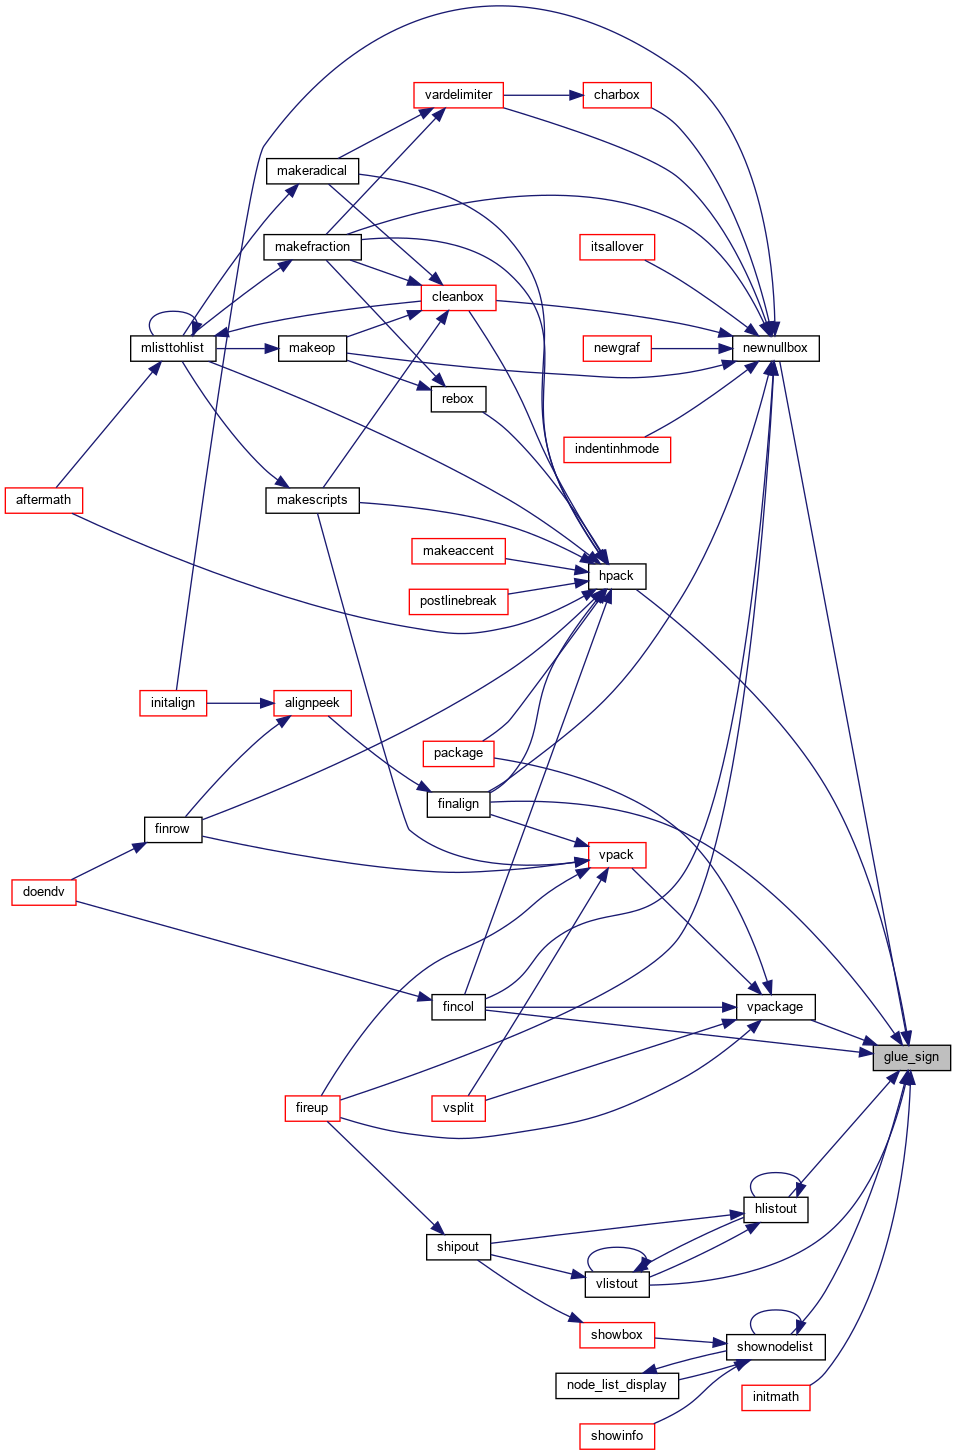 vardelimiter
charbox
makeradical
makefraction
itsallover
cleanbox
mlisttohlist
makeop
newgraf
newnullbox
rebox
indentinhmode
aftermath
makescripts
makeaccent
hpack
postlinebreak
initalign
alignpeek
package
finalign
finrow
vpack
doendv
fincol
vpackage
glue_sign
fireup
vsplit
hlistout
shipout
vlistout
showbox
shownodelist
node_list_display
initmath
showinfo